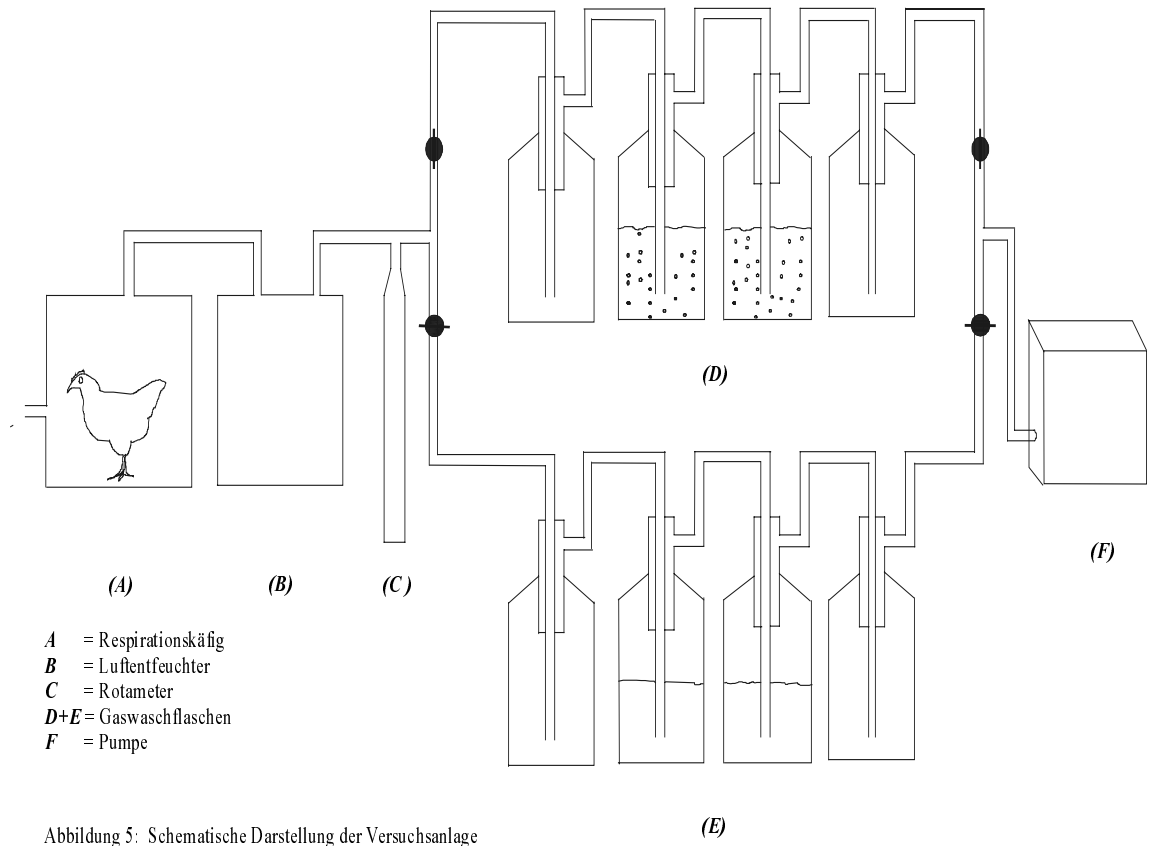 (D)
(F)
(A) (B) (C )
A = Respirationskäfig
B = Luftentfeuchter
C = Rotameter
D+E = Gaswaschflaschen
F = Pumpe
(E)
Abbildung 5: Schematische Darstellung der Versuchsanlage